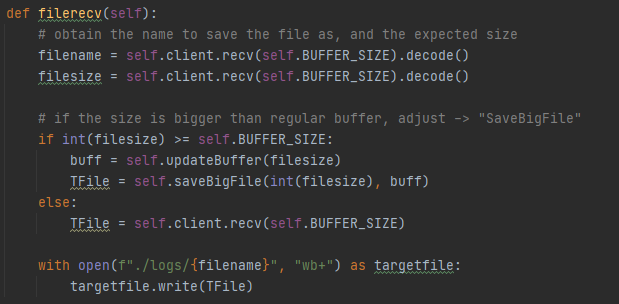 def filerecv(self):
    # obtain the name to save the file as, and the expected size
    filename = self.client.recv(self.BUFFER_SIZE).decode()
    filesize = self.client.recv(self.BUFFER_SIZE).decode()

    # if the size is bigger than regular buffer, adjust -> "SaveBigFile"
    if int(filesize) >= self.BUFFER_SIZE:
        buff = self.updateBuffer(filesize)
        TFile = self.saveBigFile(int(filesize), buff)
    else:
        TFile = self.client.recv(self.BUFFER_SIZE)

    with open(f"./logs/{filename}", "wb+") as targetfile:
        targetfile.write(TFile)